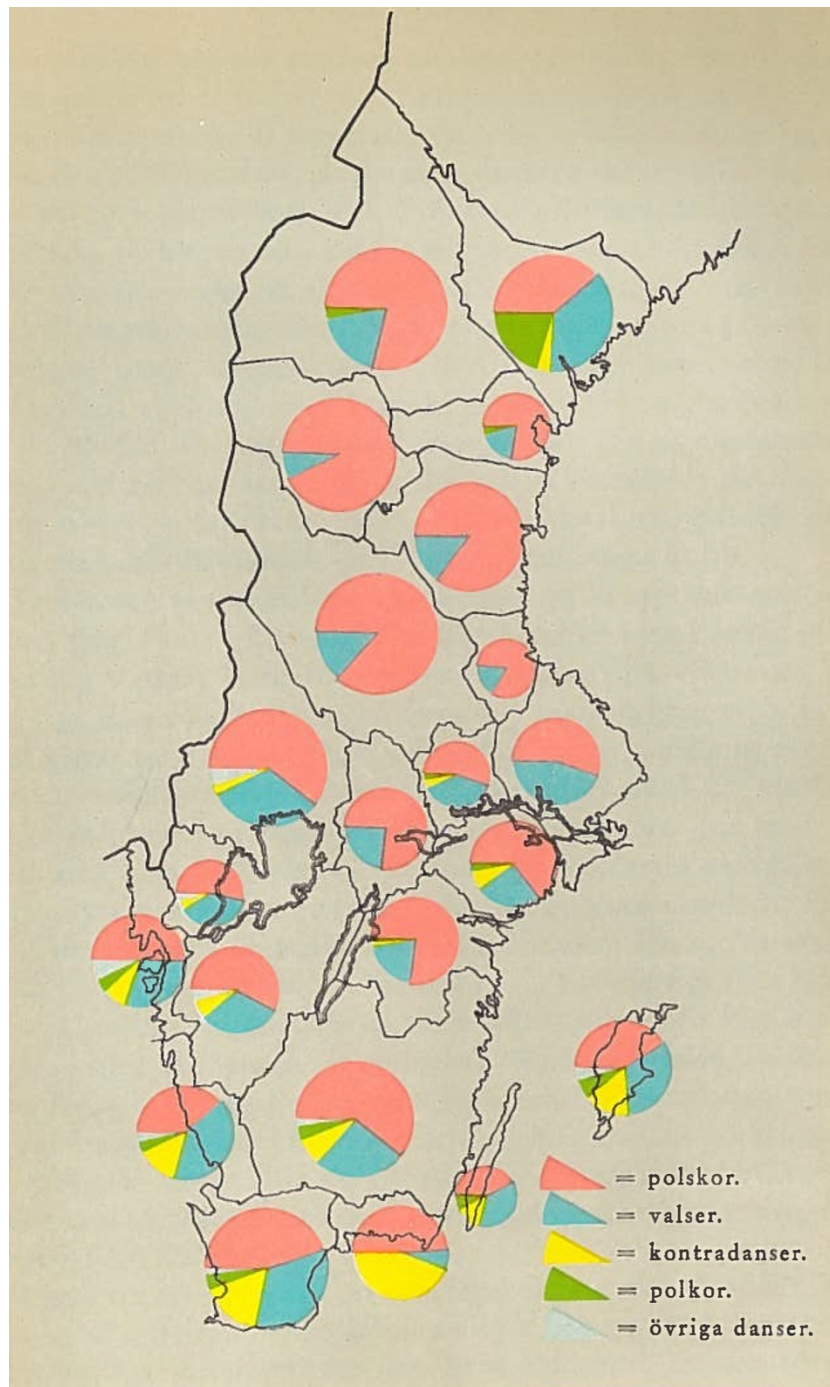 = polskor.
= valser.
= kontradanser.
= polkor.
= övriga danser.